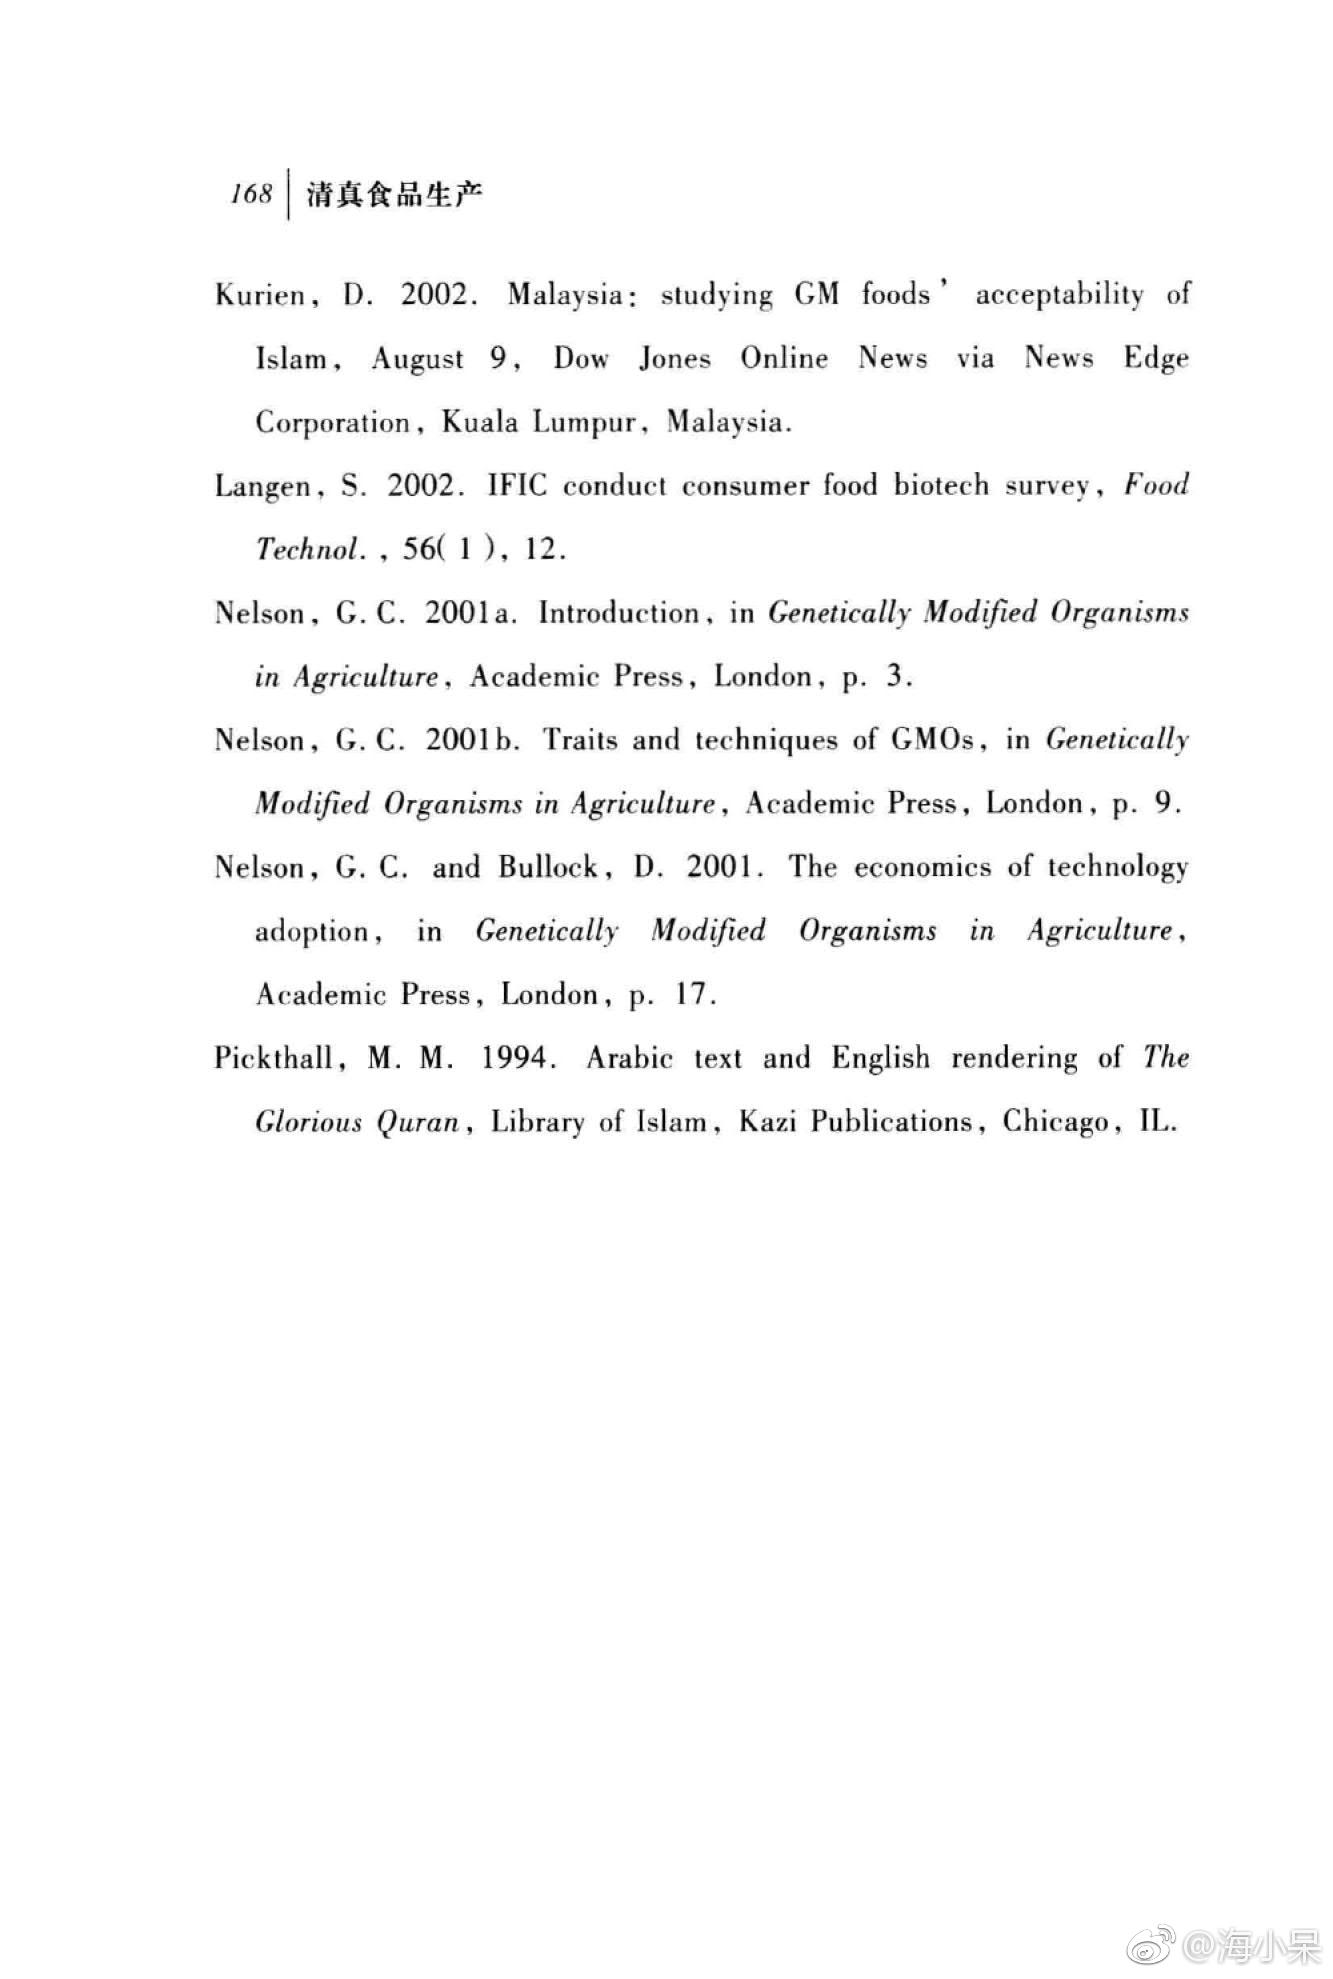 168 | 清真食品生产
Kurien, D. 2002. Malaysia: studying GM foods' acceptability of
Islam, August 9, Dow Jones Online News via News Edge
Corporation, Kuala Lumpur, Malaysia.
Langen, S. 2002. IFIC conduct consumer food biotech survey, Food
Technol. , 56( 1 ), 12.
Nelson, G. C. 2001a. Introduction, in Genetically Modified Organisms
in Agriculture, Academic Press, London, p. 3.
Nelson, G. C. 2001b. Traits and techniques of GMOs, in Genetically
Modified Organisms in Agriculture, Academic Press, London, p. 9.
Nelson, G. C. and Bullock, D. 2001. The economics of technology
adoption, in Genetically Modified Organisms in Agriculture,
Academic Press, London, p. 17.
Pickthall, M. M. 1994. Arabic text and English rendering of The
Glorious Quran, Library of Islam, Kazi Publications, Chicago, IL.
@海小呆